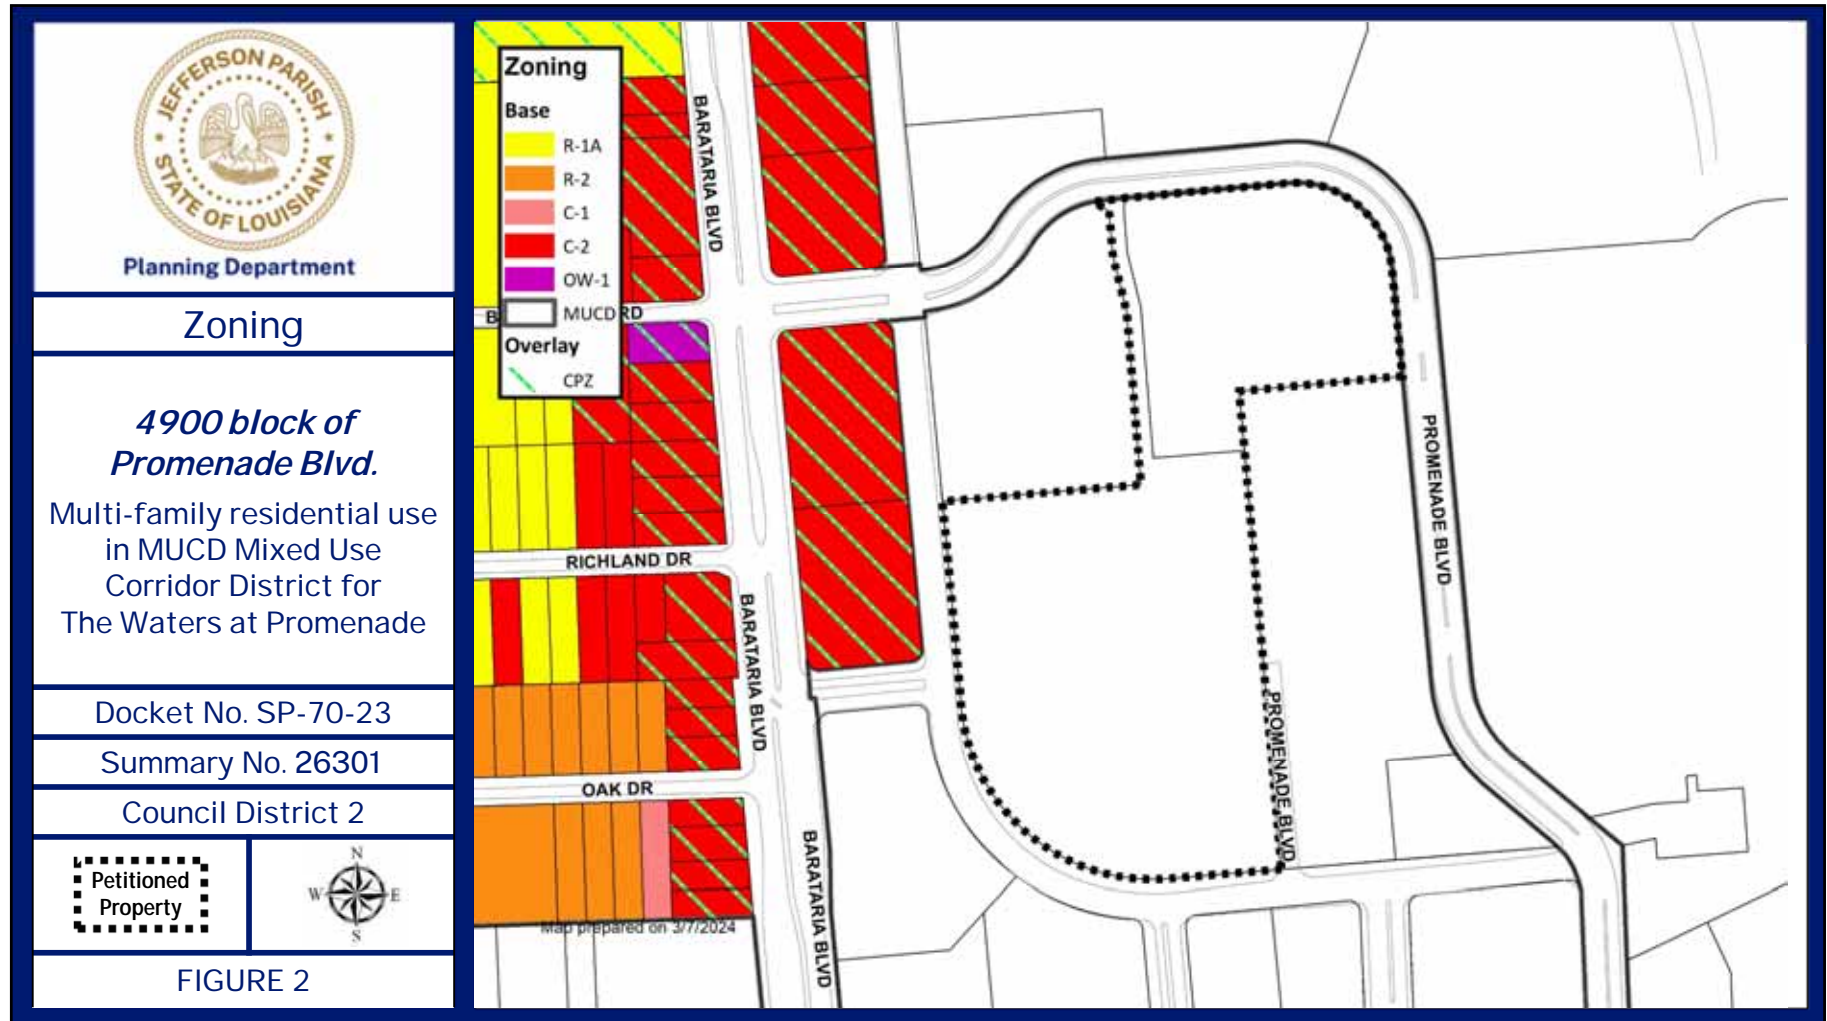 JEFFERSON PARISH
STATE OF LOUISIANA
Planning Department
Zoning
4900 block of
Promenade Blvd.
Multi-family residential use
in MUCD Mixed Use
Corridor District for
The Waters at Promenade
Docket No. SP-70-23
Summary No. 26301
Council District 2
Petitioned
Property
N
W E
S
FIGURE 2
Zoning
Base
R-1A
R-2
C-1
C-2
OW-1
MUCD
Overlay
CPZ
B
RD
BARATARIA BLVD
RICHLAND DR
BARATARIA BLVD
OAK DR
BARATARIA BLVD
PROMENADE BLVD
PROMENADE BLVD
Map prepared on 3/7/2024